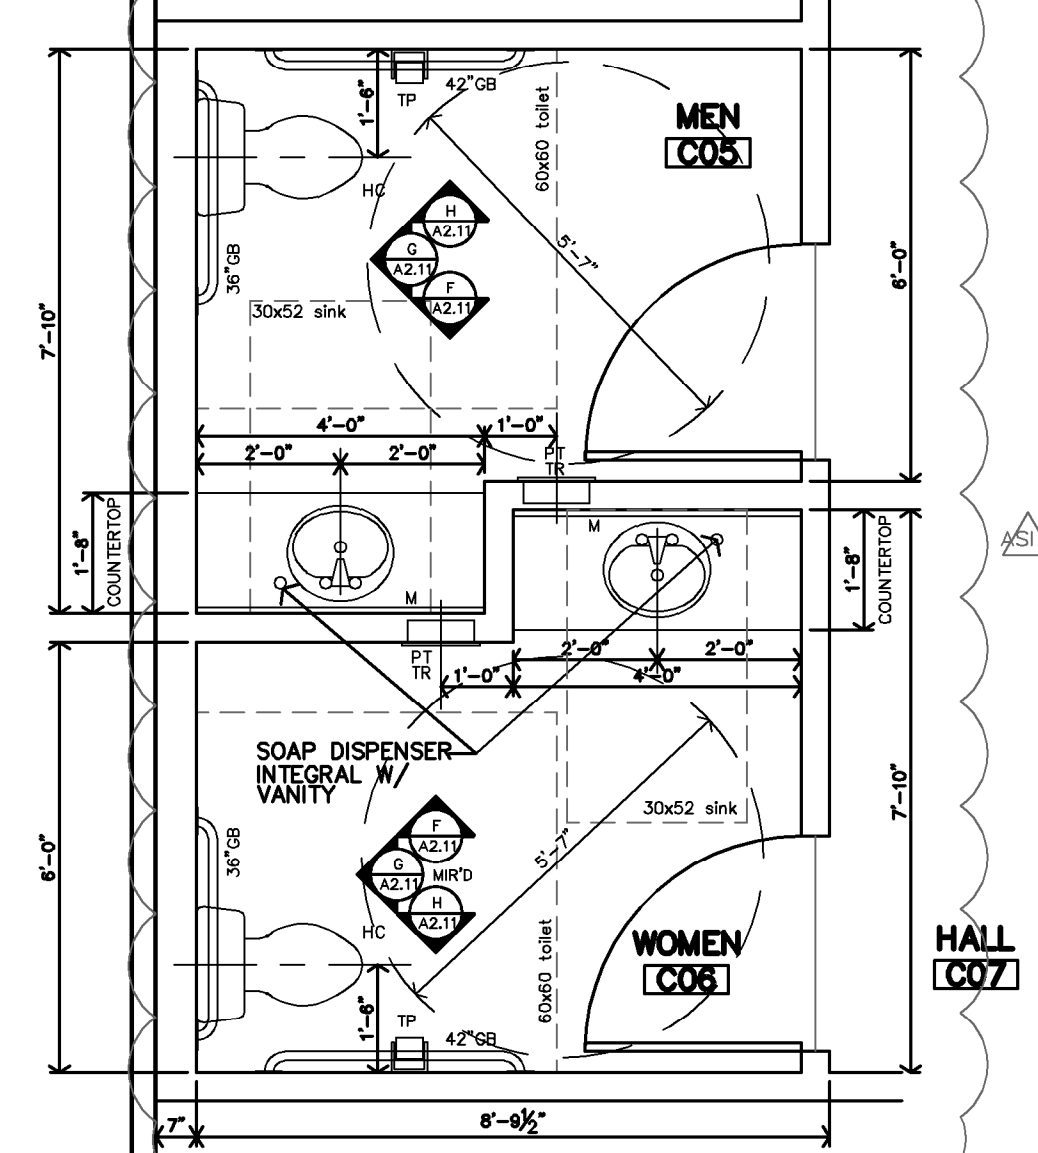 42"GB
TP
1'-6"
60x60 toilet
MEN
C05
HC
H
A2.11
G
A2.11
F
A2.11
36"GB
5'-7"
6'-0"
7'-10"
30x52 sink
4'-0"
1'-0"
2'-0"
2'-0"
PT
TR
1'-8"
COUNTERTOP
M
M
1'-8"
COUNTERTOP
ASI
PT
TR
2'-0"
2'-0"
1'-0"
4'-0"
SOAP DISPENSER
INTEGRAL W/
VANITY
7'-10"
30x52 sink
6'-0"
36"GB
F
A2.11
G
A2.11
MIR'D
H
A2.11
5'-7"
HC
60x60 toilet
WOMEN
C06
HALL
C07
1'-6"
TP
42"GB
7"
8'-9½"